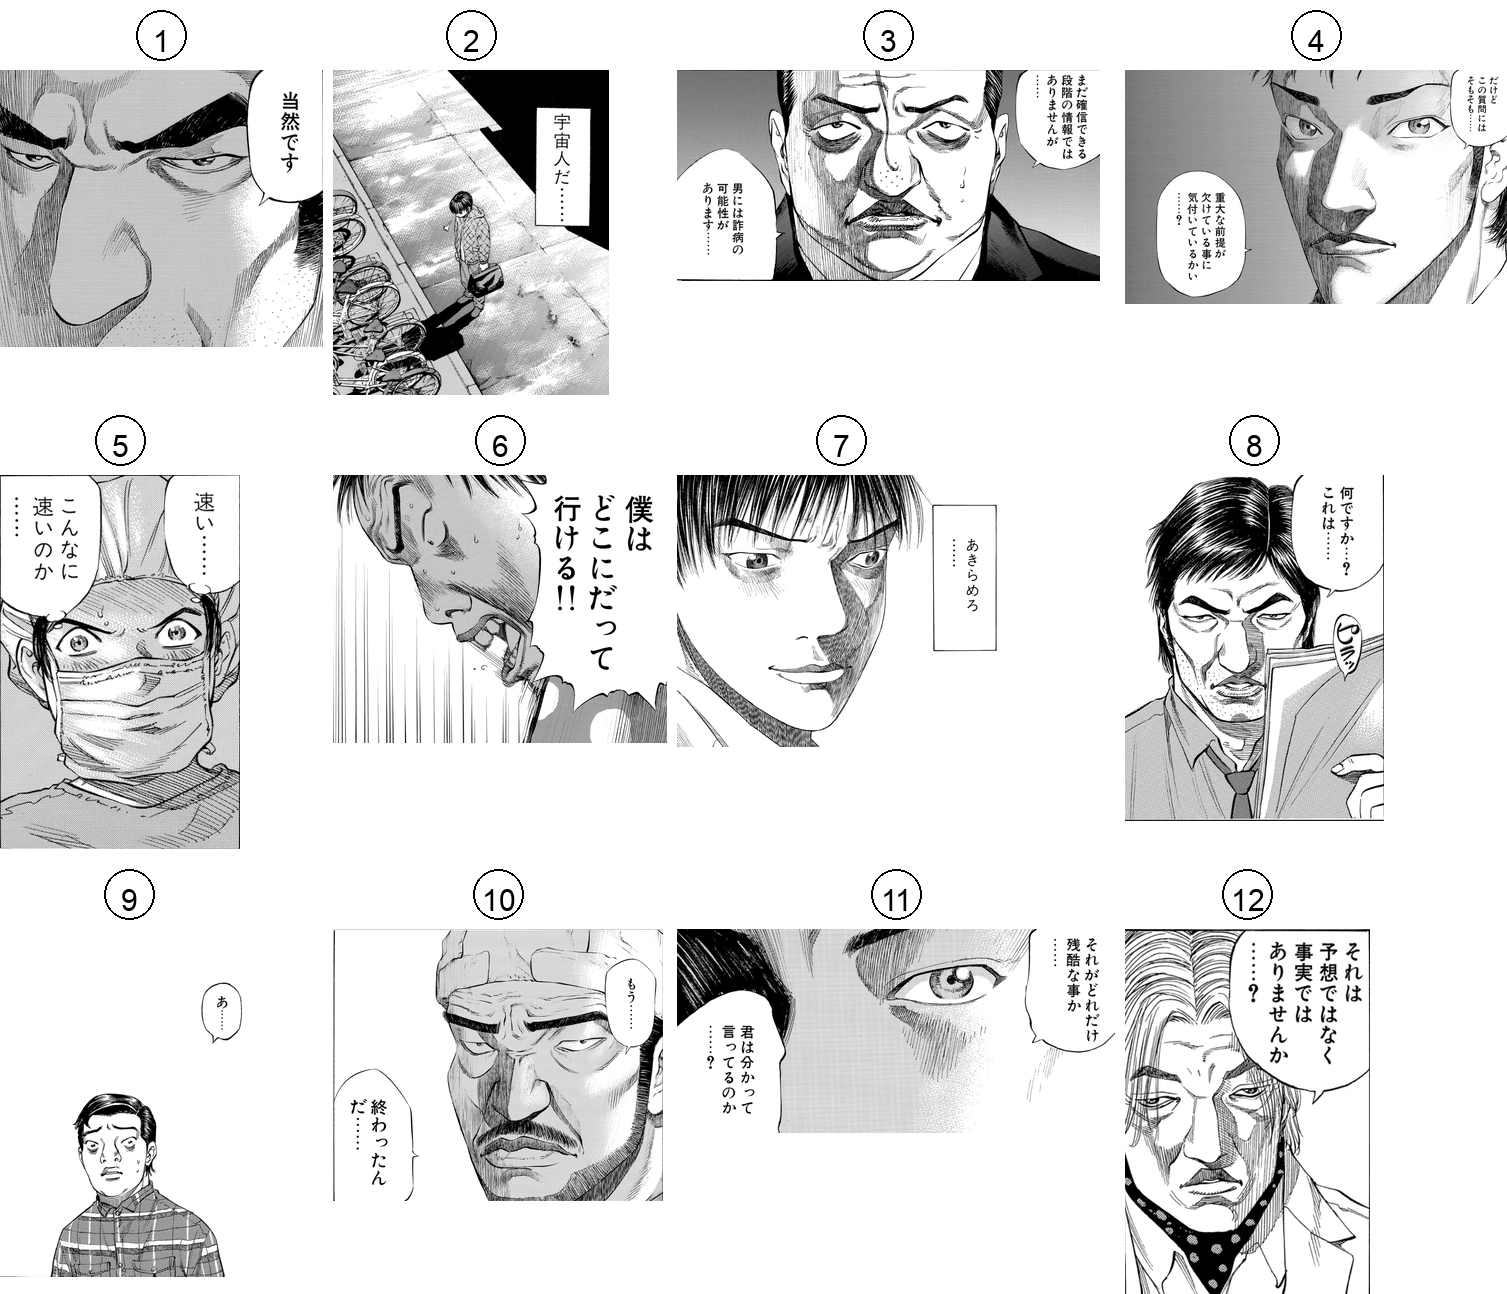 1
当然です
2
宇宙人だ……
3
まだ確信できる
段階の情報では
ありませんが
……
男には詐病の
可能性が
あります……
4
だけど
この質問には
そもそも……
重大な前提が
欠けている事に
気付いているかい
……?
5
速い……
こんなに
速いのか
……
6
僕は
どこにだって
行ける!!
7
あきらめろ
……
8
何ですか…?
これは……
ピラッ
9
あ……
10
もう……
終わったん
だ……
11
それがどれだけ
残酷な事か
……
君は分かって
言ってるのか
……?
12
それは
予想ではなく
事実では
ありませんか
……?